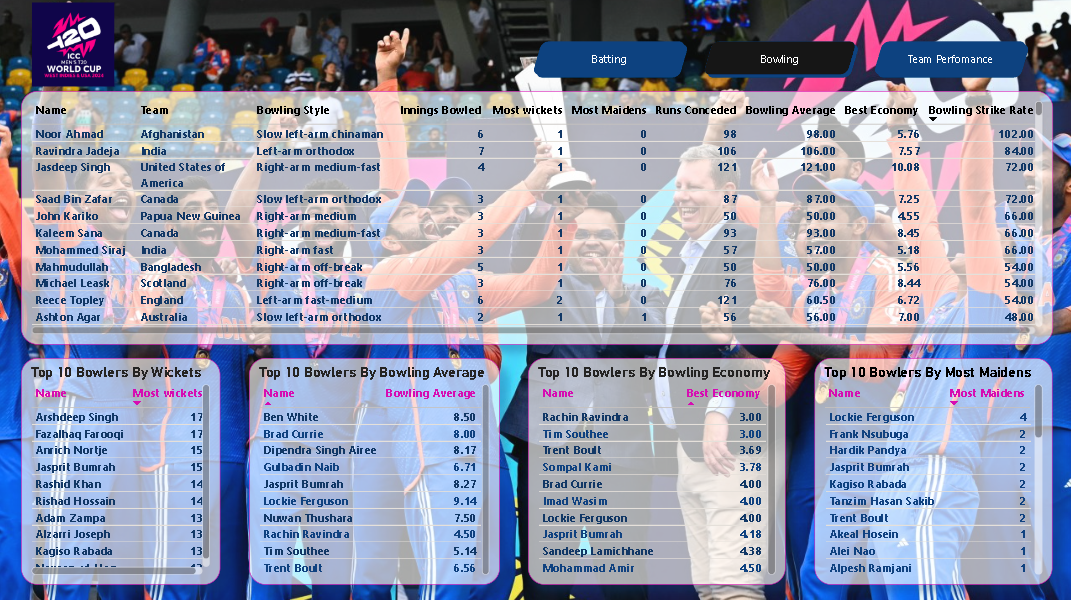 T20
ICC
MEN'S T20
WORLD CUP
WEST INDIES & USA 2024
Batting
Bowling
Team Perfomance
Name Team Bowling Style Innings Bowled Most wickets Most Maidens Runs Conceded Bowling Average Best Economy Bowling Strike Rate
Noor Ahmad Afghanistan Slow left-arm chinaman 6 1 0 98 98.00 5.76 102.00
Ravindra Jadeja India Left-arm orthodox 7 1 0 106 106.00 7.57 84.00
Jasdeep Singh United States of Right-arm medium-fast 4 1 0 121 121.00 10.08 72.00
America
Saad Bin Zafar Canada Slow left-arm orthodox 3 1 0 87 87.00 7.25 72.00
John Kariko Papua New Guinea Right-arm medium 3 1 0 50 50.00 4.55 66.00
Kaleem Sana Canada Right-arm medium-fast 3 1 0 93 93.00 8.45 66.00
Mohammed Siraj India Right-arm fast 3 1 0 57 57.00 5.18 66.00
Mahmudullah Bangladesh Right-arm off-break 5 1 0 50 50.00 5.56 54.00
Michael Leask Scotland Right-arm off-break 3 1 0 76 76.00 8.44 54.00
Reece Topley England Left-arm fast-medium 6 2 0 121 60.50 6.72 54.00
Ashton Agar Australia Slow left-arm orthodox 2 1 1 56 56.00 7.00 48.00
Top 10 Bowlers By Wickets
Name Most wickets
Arshdeep Singh 17
Fazalhaq Farooqi 17
Anrich Nortje 15
Jasprit Bumrah 15
Rashid Khan 14
Rishad Hossain 14
Adam Zampa 13
Alzarri Joseph 13
Kagiso Rabada 13
Top 10 Bowlers By Bowling Average
Name Bowling Average
Ben White 8.50
Brad Currie 8.00
Dipendra Singh Airee 8.17
Gulbadin Naib 6.71
Jasprit Bumrah 8.27
Lockie Ferguson 9.14
Nuwan Thushara 7.50
Rachin Ravindra 4.50
Tim Southee 5.14
Trent Boult 6.56
Top 10 Bowlers By Bowling Economy
Name Best Economy
Rachin Ravindra 3.00
Tim Southee 3.00
Trent Boult 3.69
Sompal Kami 3.78
Brad Currie 4.00
Imad Wasim 4.00
Lockie Ferguson 4.00
Jasprit Bumrah 4.18
Sandeep Lamichhane 4.38
Mohammad Amir 4.50
Top 10 Bowlers By Most Maidens
Name Most Maidens
Lockie Ferguson 4
Frank Nsubuga 2
Hardik Pandya 2
Jasprit Bumrah 2
Kagiso Rabada 2
Tanzim Hasan Sakib 2
Trent Boult 2
Akeal Hosein 1
Alei Nao 1
Alpesh Ramjani 1